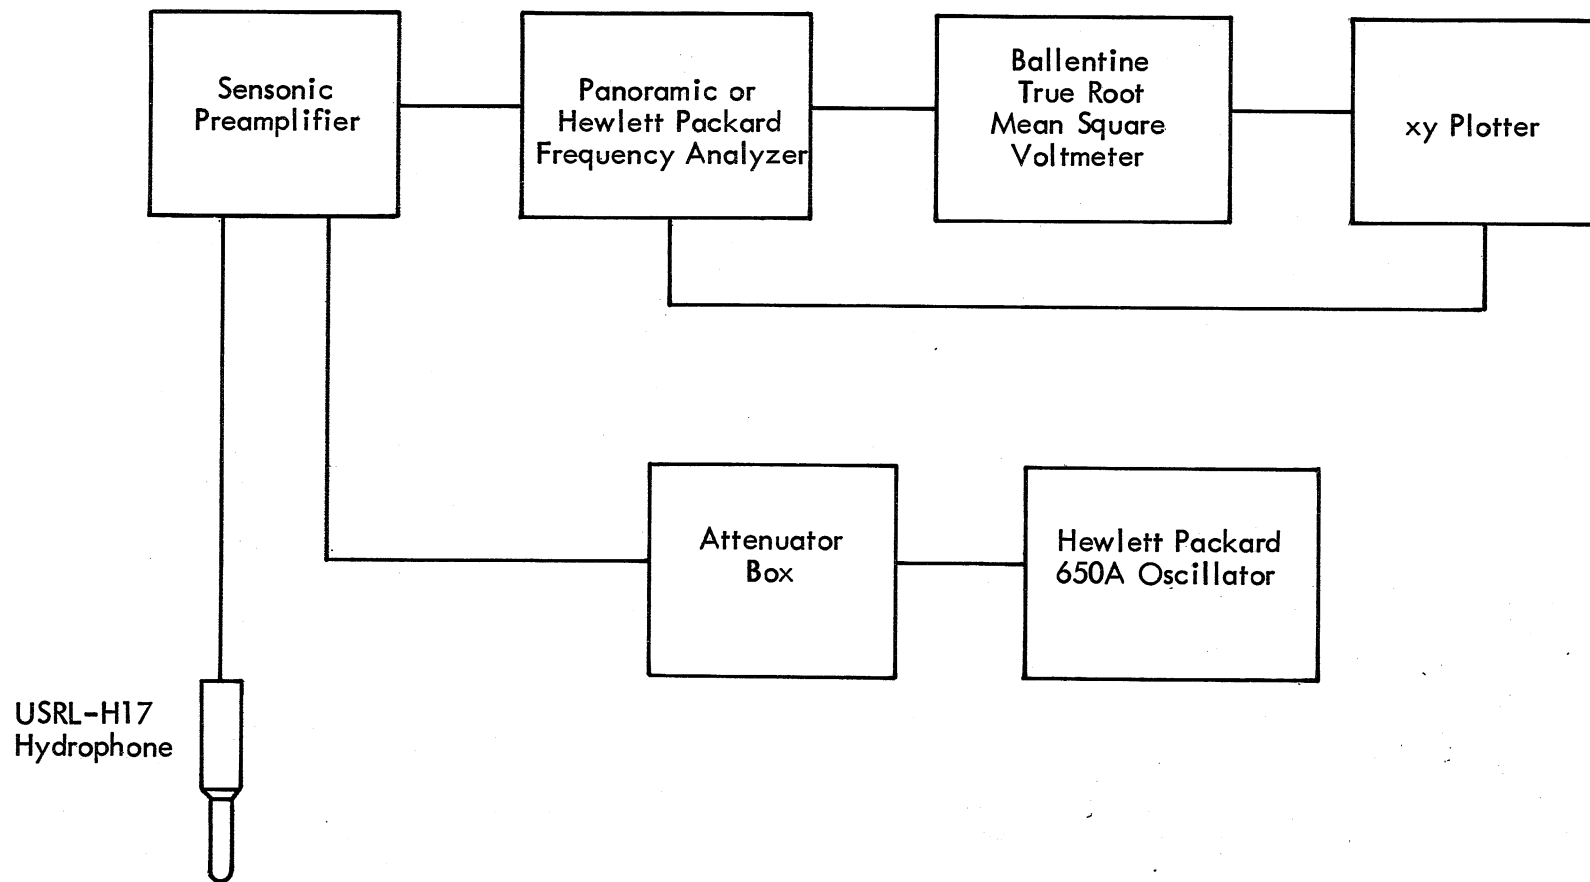 Sensonic
Preamplifier
Panoramic or
Hewlett Packard
Frequency Analyzer
Ballentine
True Root
Mean Square
Voltmeter
xy Plotter
Attenuator
Box
Hewlett Packard
650A Oscillator
USRL-H17
Hydrophone